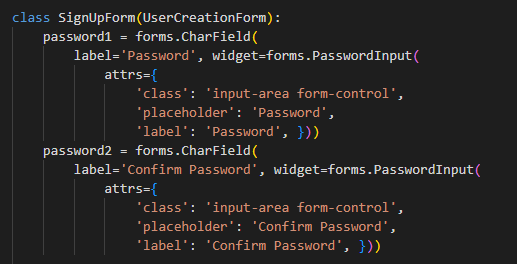 class SignUpForm(UserCreationForm):
    password1 = forms.CharField(
        label='Password', widget=forms.PasswordInput(
            attrs={
                'class': 'input-area form-control',
                'placeholder': 'Password',
                'label': 'Password', }))
    password2 = forms.CharField(
        label='Confirm Password', widget=forms.PasswordInput(
            attrs={
                'class': 'input-area form-control',
                'placeholder': 'Confirm Password',
                'label': 'Confirm Password', }))